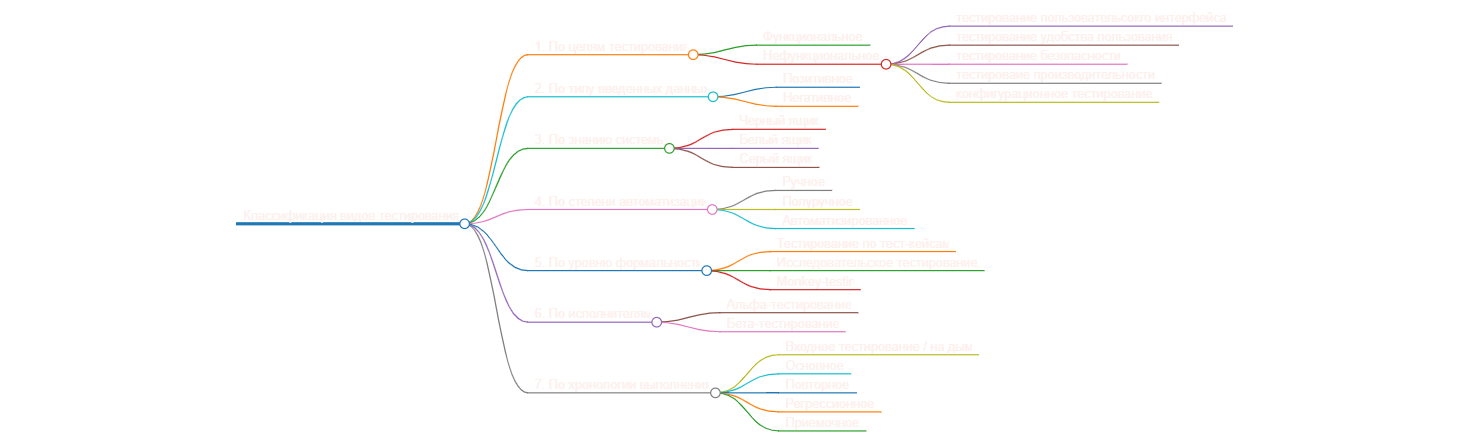 Классификация видов тестирования
1. По целям тестирования
Функциональное
Нефункциональное
тестирование пользовательского интерфейса
тестирование удобства пользования
тестирование безопасности
тестирование производительности
конфигурационное тестирование
2. По типу введенных данных
Позитивное
Негативное
3. По знанию системы
Черный ящик
Белый ящик
Серый ящик
4. По степени автоматизации
Ручное
Полуручное
Автоматизированное
5. По уровню формальность
Тестирование по тест-кейсам
Исследовательское тестирование
Monkey-testir
6. По исполнителям
Альфа-тестирование
Бета-тестирование
7. По хронологии выполнения
Входное тестирование / на дым
Основное
Повторное
Регрессионное
Приемочное